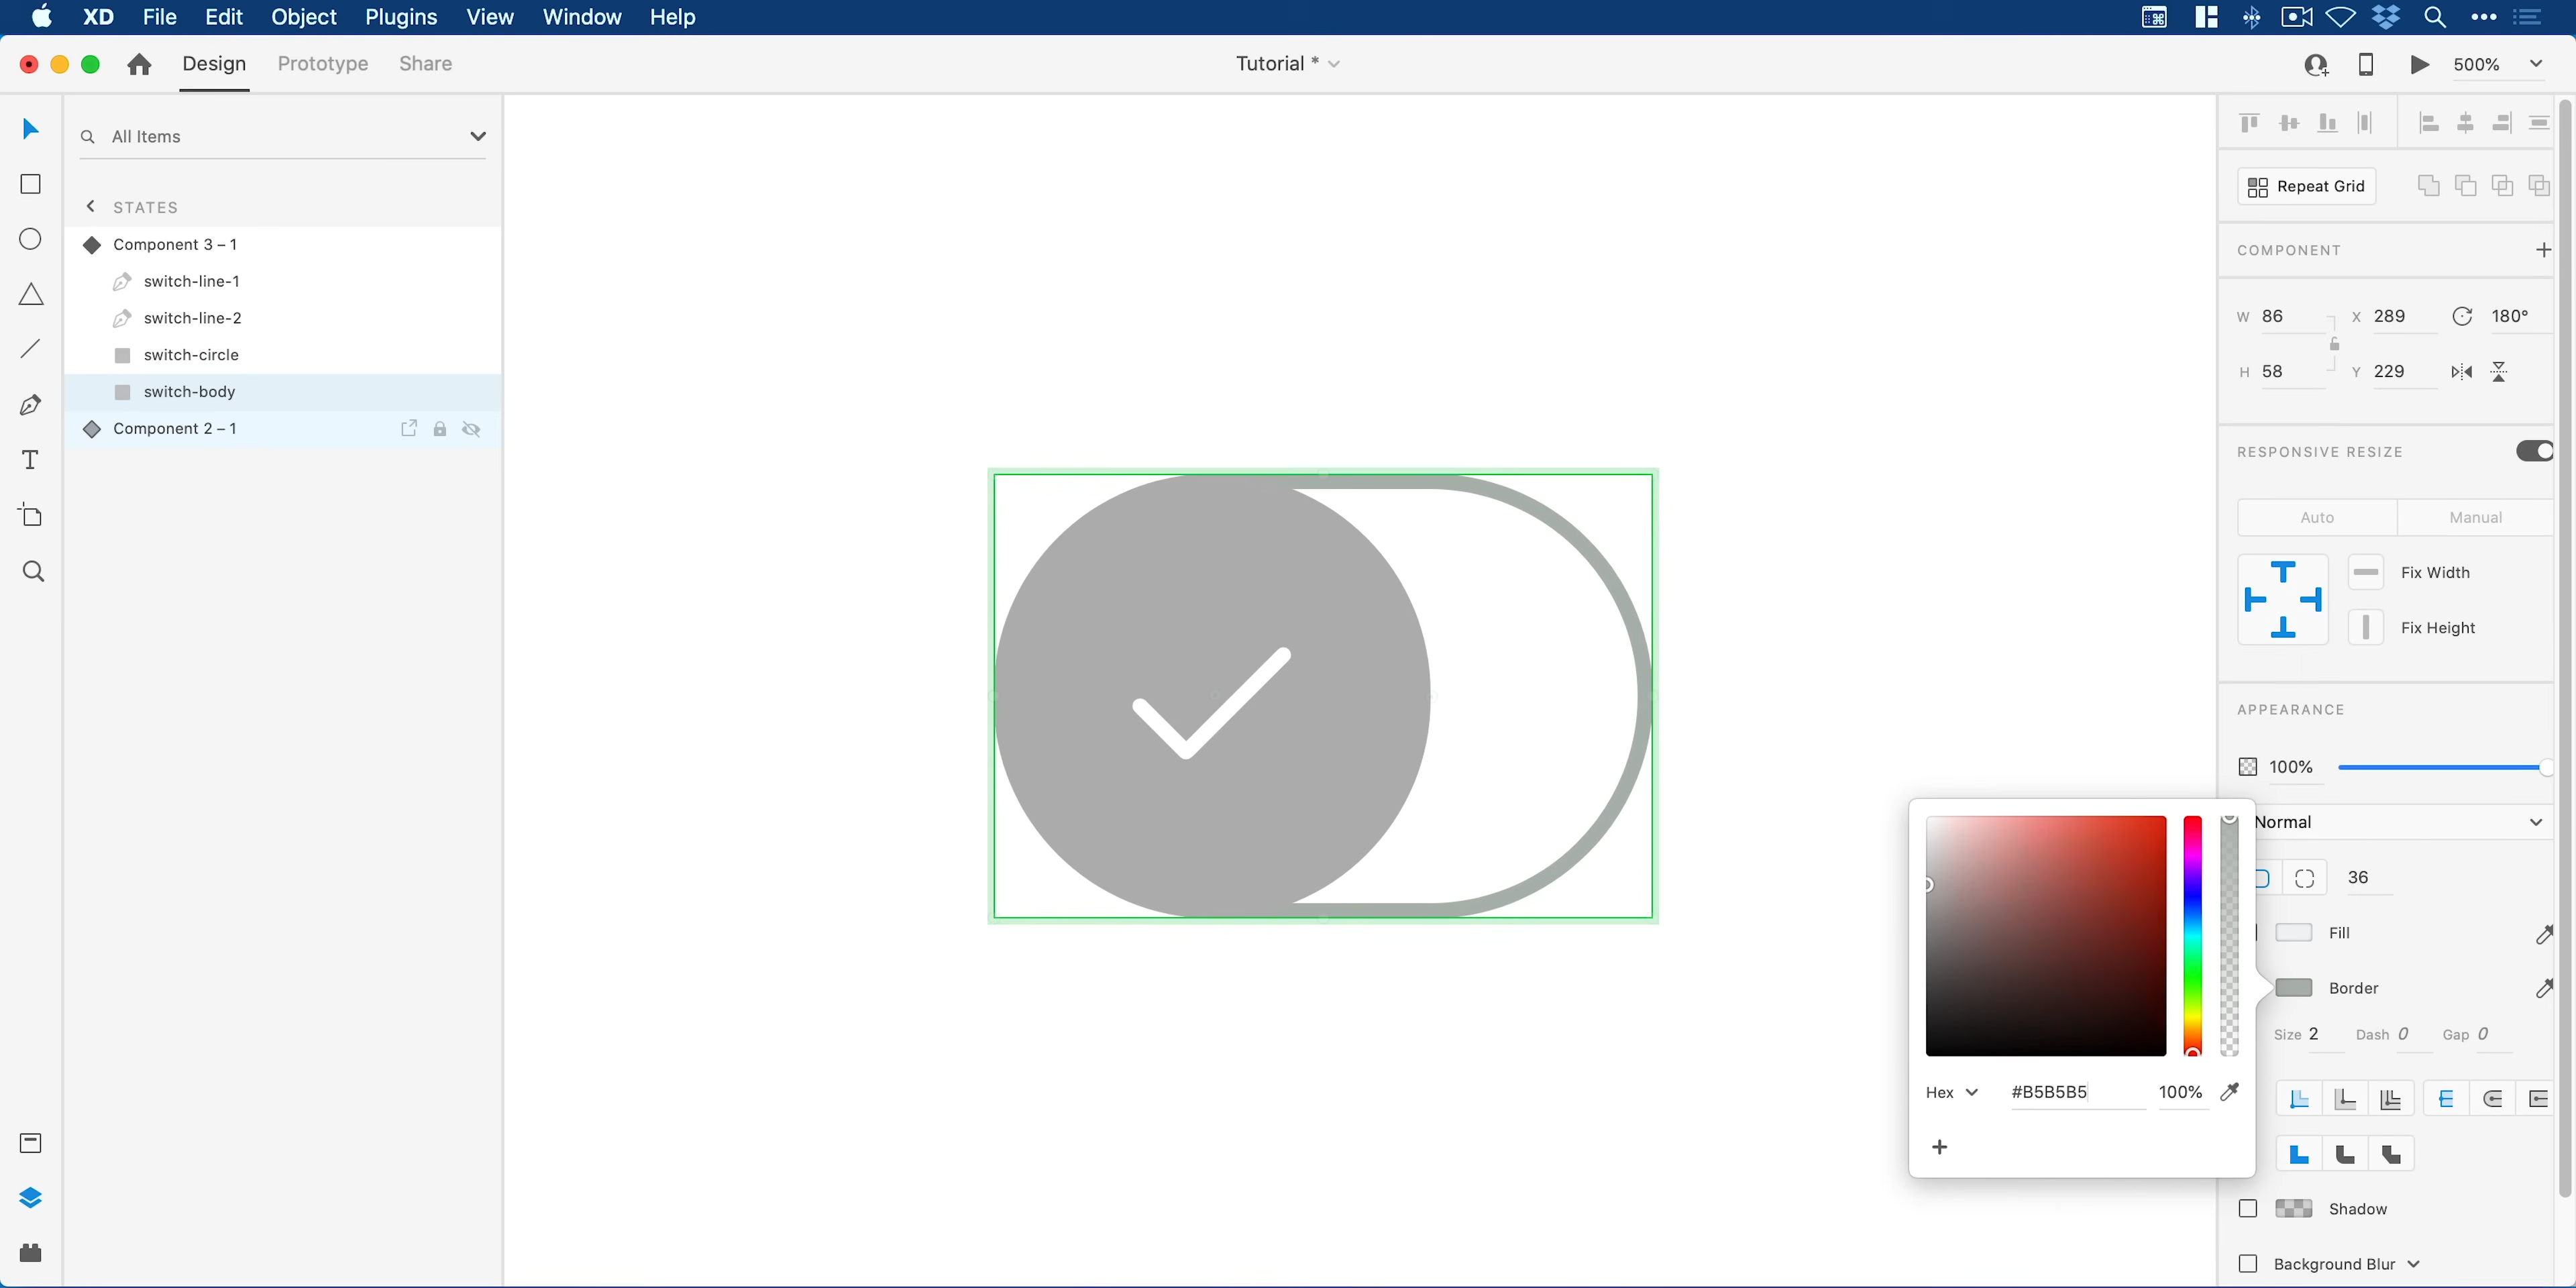 XD File Edit Object Plugins View Window Help
Design Prototype Share
Tutorial *
500%
All Items
STATES
Component 3 – 1
switch-line-1
switch-line-2
switch-circle
switch-body
Component 2 – 1
T
Repeat Grid
COMPONENT
W 86 X 289 180°
H 58 Y 229
RESPONSIVE RESIZE
Auto Manual
Fix Width
Fix Height
APPEARANCE
100%
Normal
36
Fill
Border
Size 2 Dash 0 Gap 0
Hex #B5B5B5 100%
Shadow
Background Blur